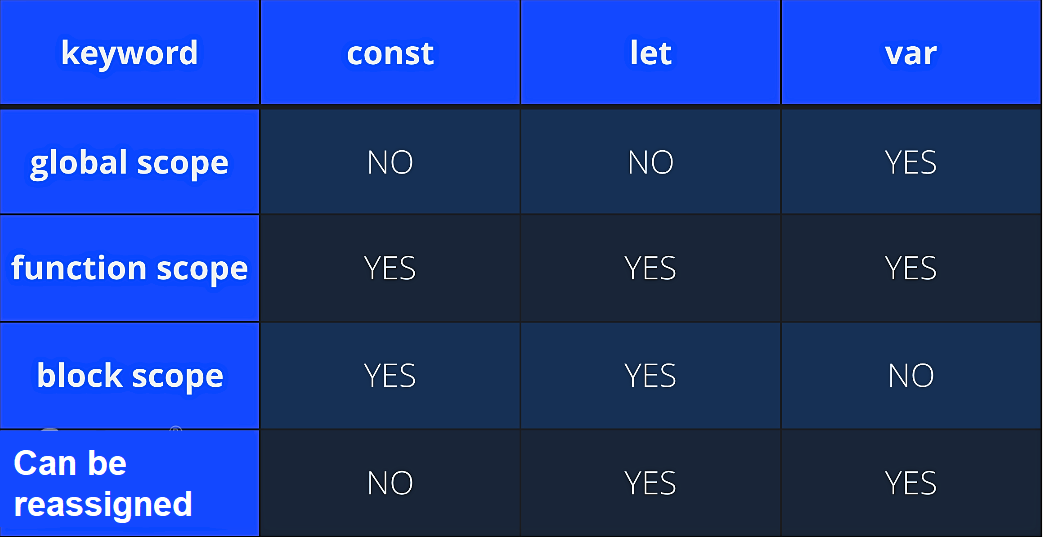 keyword const let var
global scope NO NO YES
function scope YES YES YES
block scope YES YES NO
Can be
reassigned NO YES YES